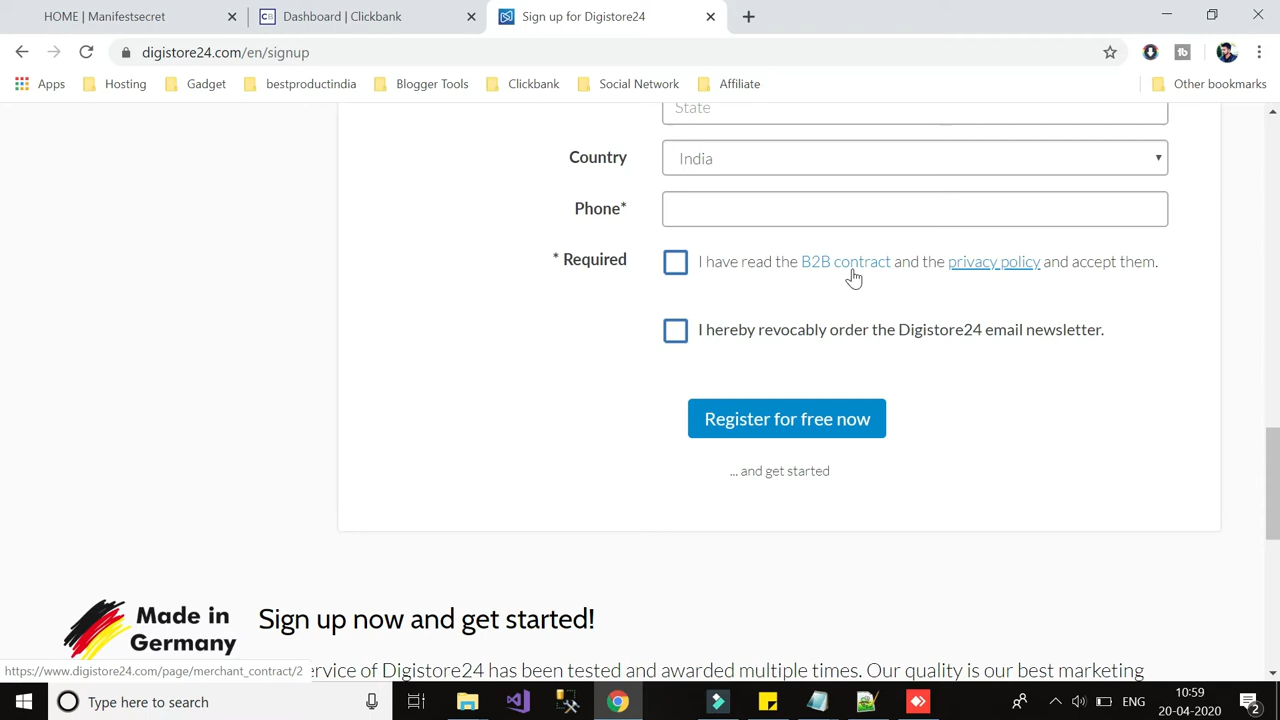 HOME | Manifestsecret
CB Dashboard | Clickbank
Sign up for Digistore24
digistore24.com/en/signup
Apps Hosting Gadget bestproductindia Blogger Tools Clickbank Social Network Affiliate Other bookmarks
State
Country India
Phone*
* Required I have read the B2B contract and the privacy policy and accept them.
I hereby revocably order the Digistore24 email newsletter.
Register for free now
... and get started
Made in
Germany
Sign up now and get started!
https://www.digistore24.com/page/merchant_contract/2
ervice of Digistore24 has been tested and awarded multiple times. Our quality is our best marketing
Type here to search
ENG
10:59
20-04-2020
2